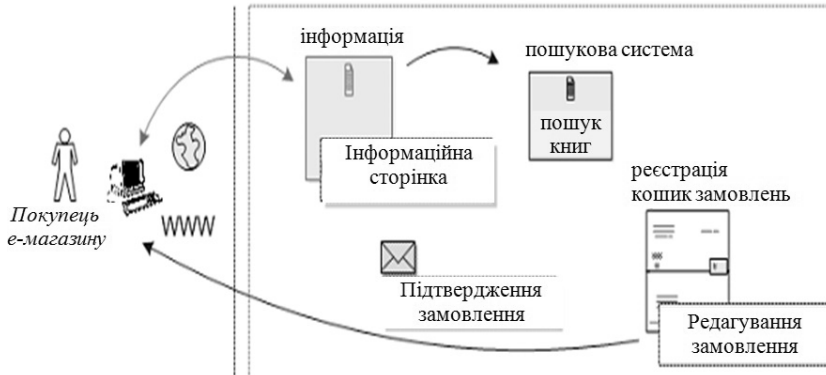 інформація
пошукова система
пошук
книг
Інформаційна
сторінка
реєстрація
кошик замовлень
Покупець
е-магазину
WWW
Підтвердження
замовлення
Редагування
замовлення